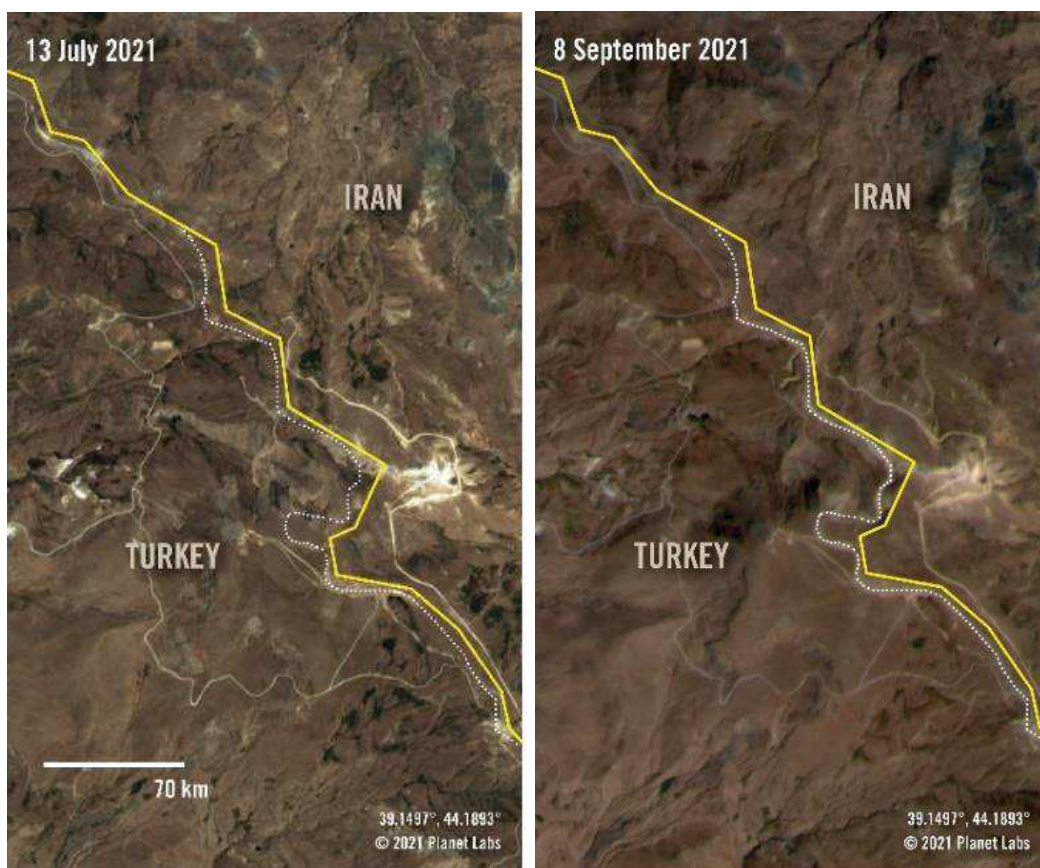 13 July 2021
IRAN
TURKEY
70 km
39.1497°, 44.1893°
© 2021 Planet Labs
8 September 2021
IRAN
TURKEY
39.1497°, 44.1893°
© 2021 Planet Labs